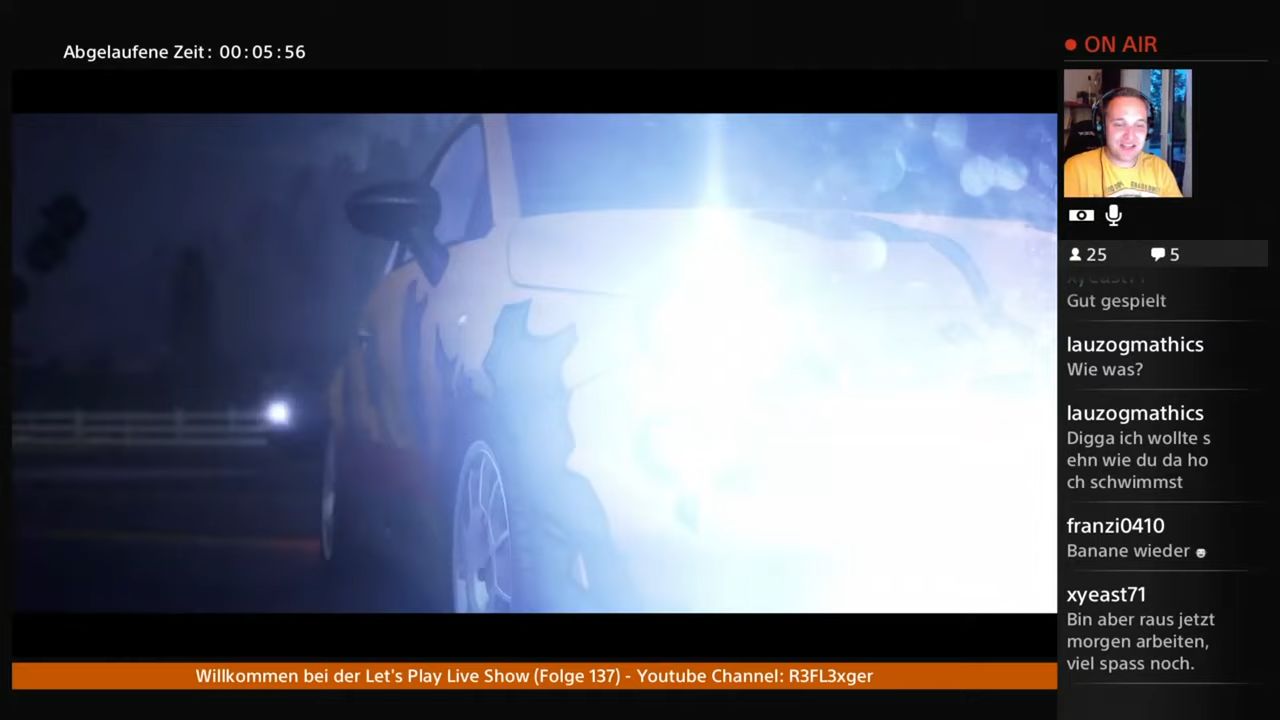 Abgelaufene Zeit: 00:05:56
ON AIR
25
5
xyeast71
Gut gespielt
lauzogmathics
Wie was?
lauzogmathics
Digga ich wollte s
ehn wie du da ho
ch schwimmst
franzi0410
Banane wieder
xyeast71
Bin aber raus jetzt
morgen arbeiten,
viel spass noch.
Willkommen bei der Let's Play Live Show (Folge 137) - Youtube Channel: R3FL3xger